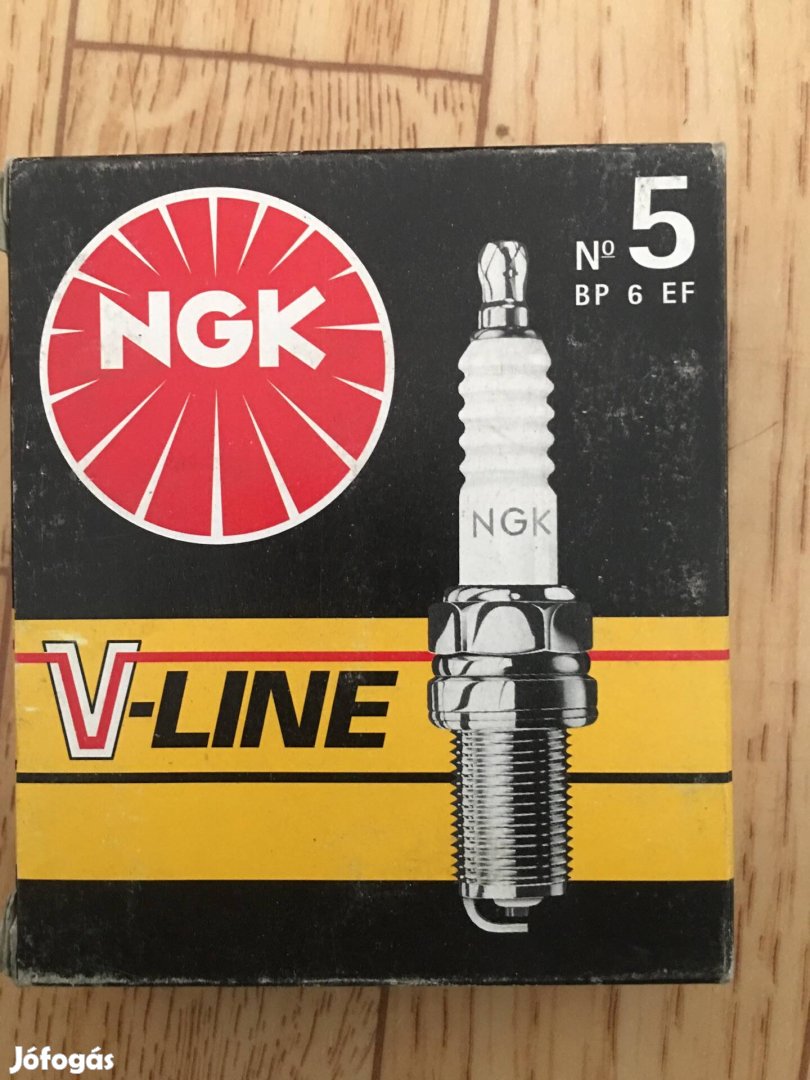 NGK
Nº 5
BP 6 EF
NGK
V-LINE
Jófogás